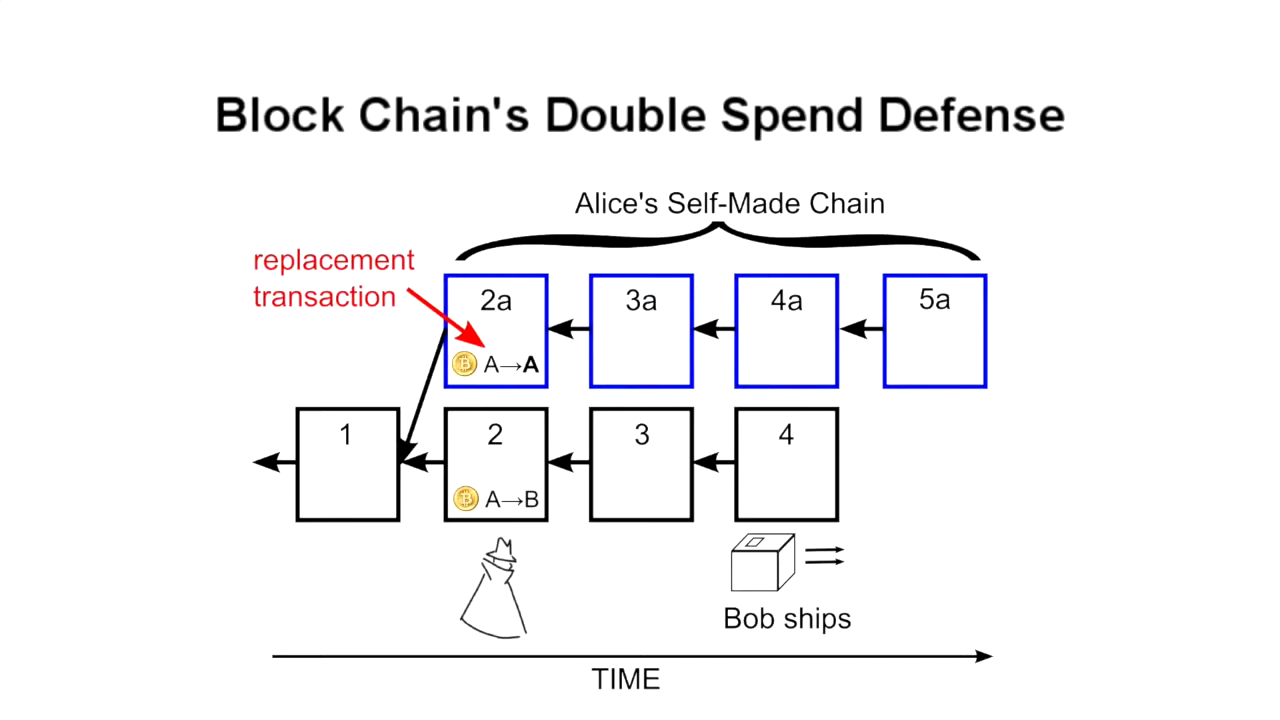 Block Chain's Double Spend Defense
Alice's Self-Made Chain
replacement
transaction
2a
3a
4a
5a
A→A
1
2
3
4
A→B
Bob ships
TIME